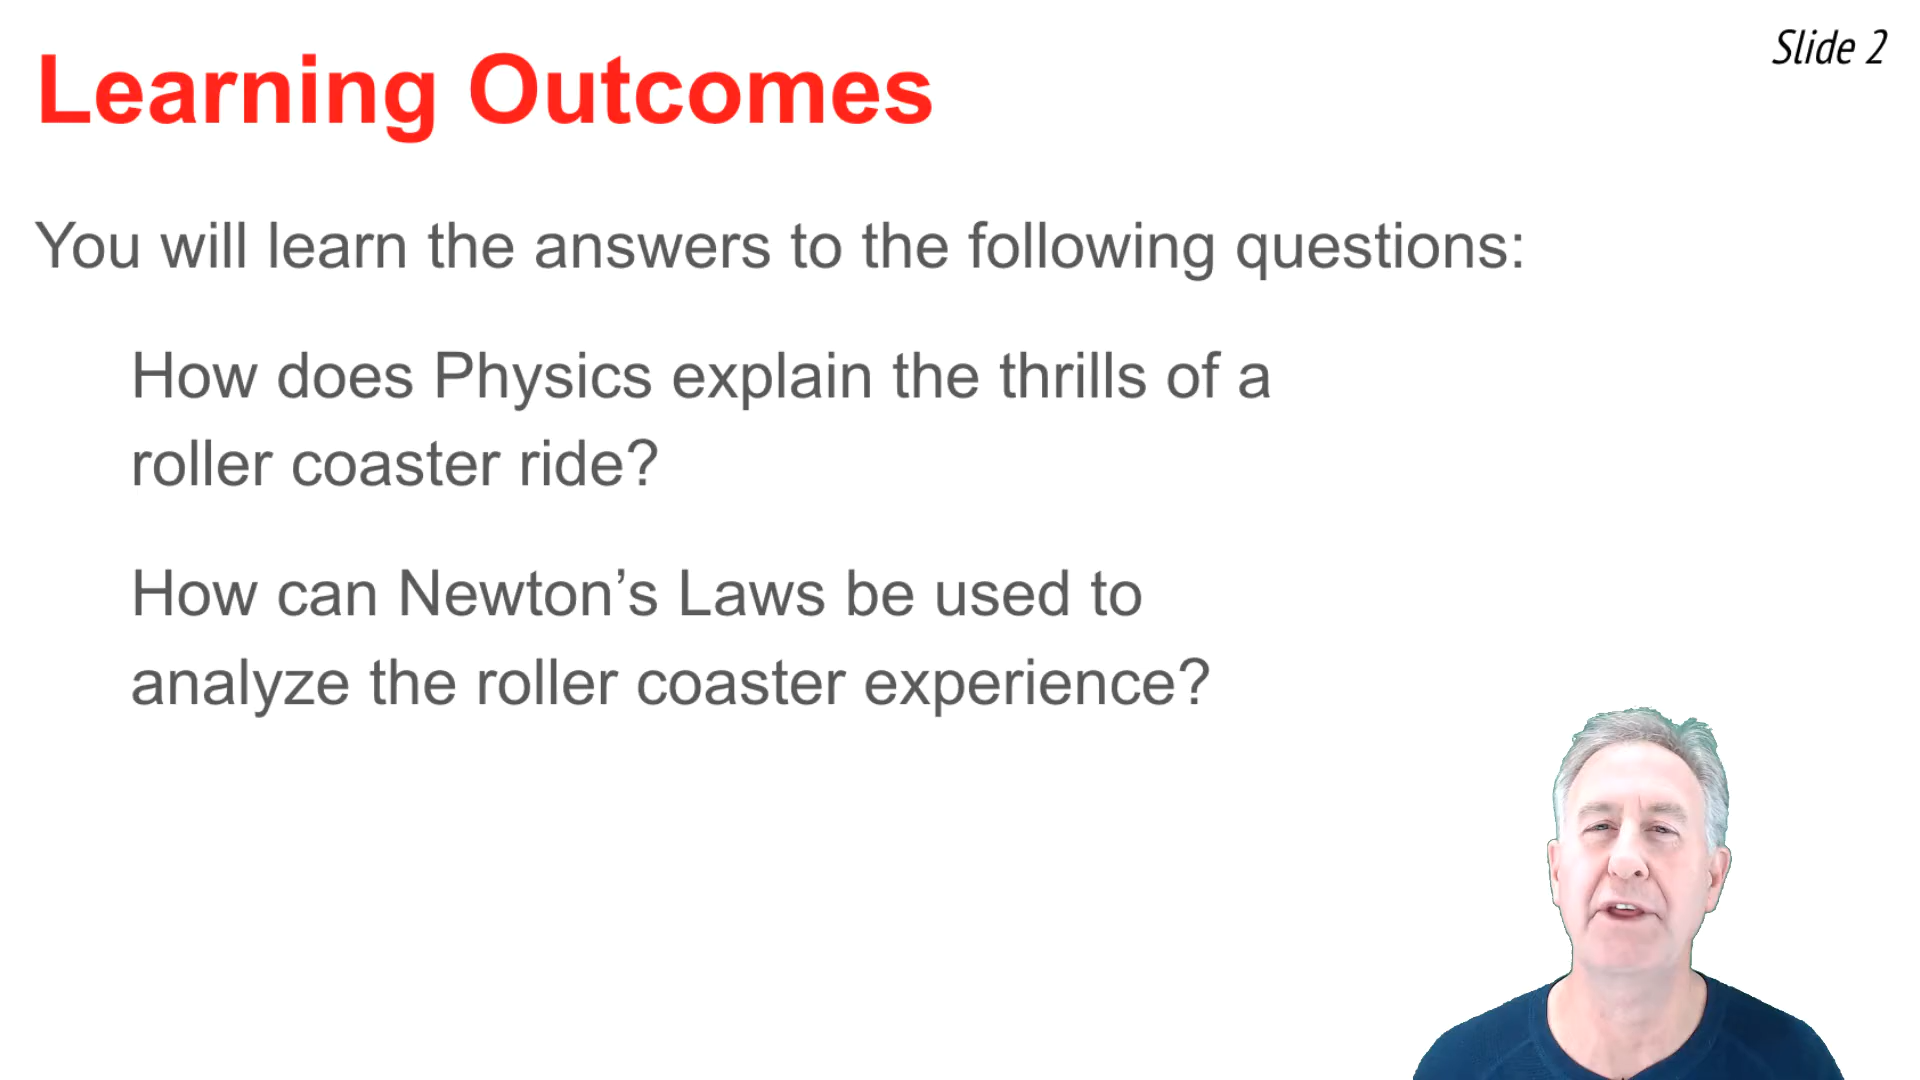 Slide 2
Learning Outcomes
You will learn the answers to the following questions:
How does Physics explain the thrills of a
roller coaster ride?
How can Newton’s Laws be used to
analyze the roller coaster experience?